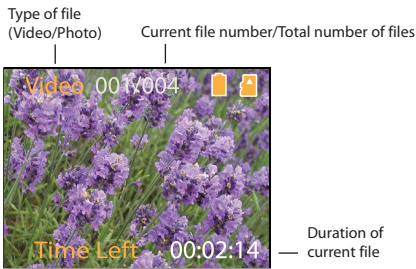 Type of file
(Video/Photo)
Current file number/Total number of files
Video 001/004
Time Left 00:02:14
Duration of
current file